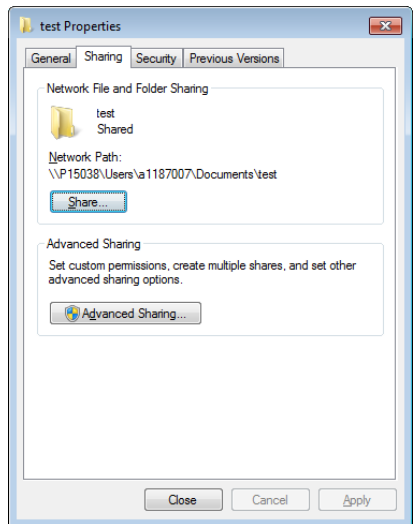 test Properties
General Sharing Security Previous Versions
Network File and Folder Sharing
test
Shared
Network Path:
\\P15038\Users\a1187007\Documents\test
Share...
Advanced Sharing
Set custom permissions, create multiple shares, and set other
advanced sharing options.
Advanced Sharing...
Close Cancel Apply